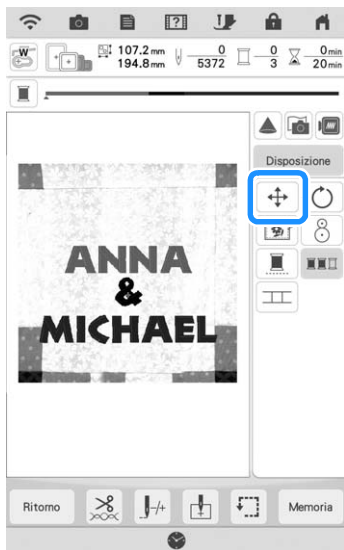 107.2 mm
194.8 mm
0
5372
0
3
0 min
20 min
W
Disposizione
ANNA
&
MICHAEL
Ritorno
-/+
Memoria